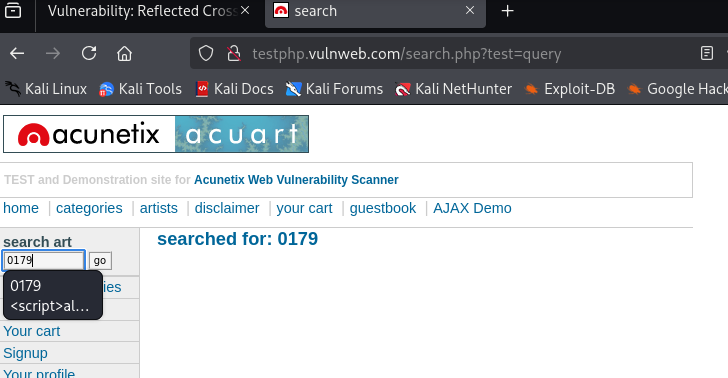 Vulnerability: Reflected Cross
search
testphp.vulnweb.com/search.php?test=query
Kali Linux Kali Tools Kali Docs Kali Forums Kali NetHunter Exploit-DB Google Hack
acunetix acuart
TEST and Demonstration site for Acunetix Web Vulnerability Scanner
home | categories | artists | disclaimer | your cart | guestbook | AJAX Demo
search art
0179 go
searched for: 0179
0179
ies
<script>al...
Your cart
Signup
Your profile